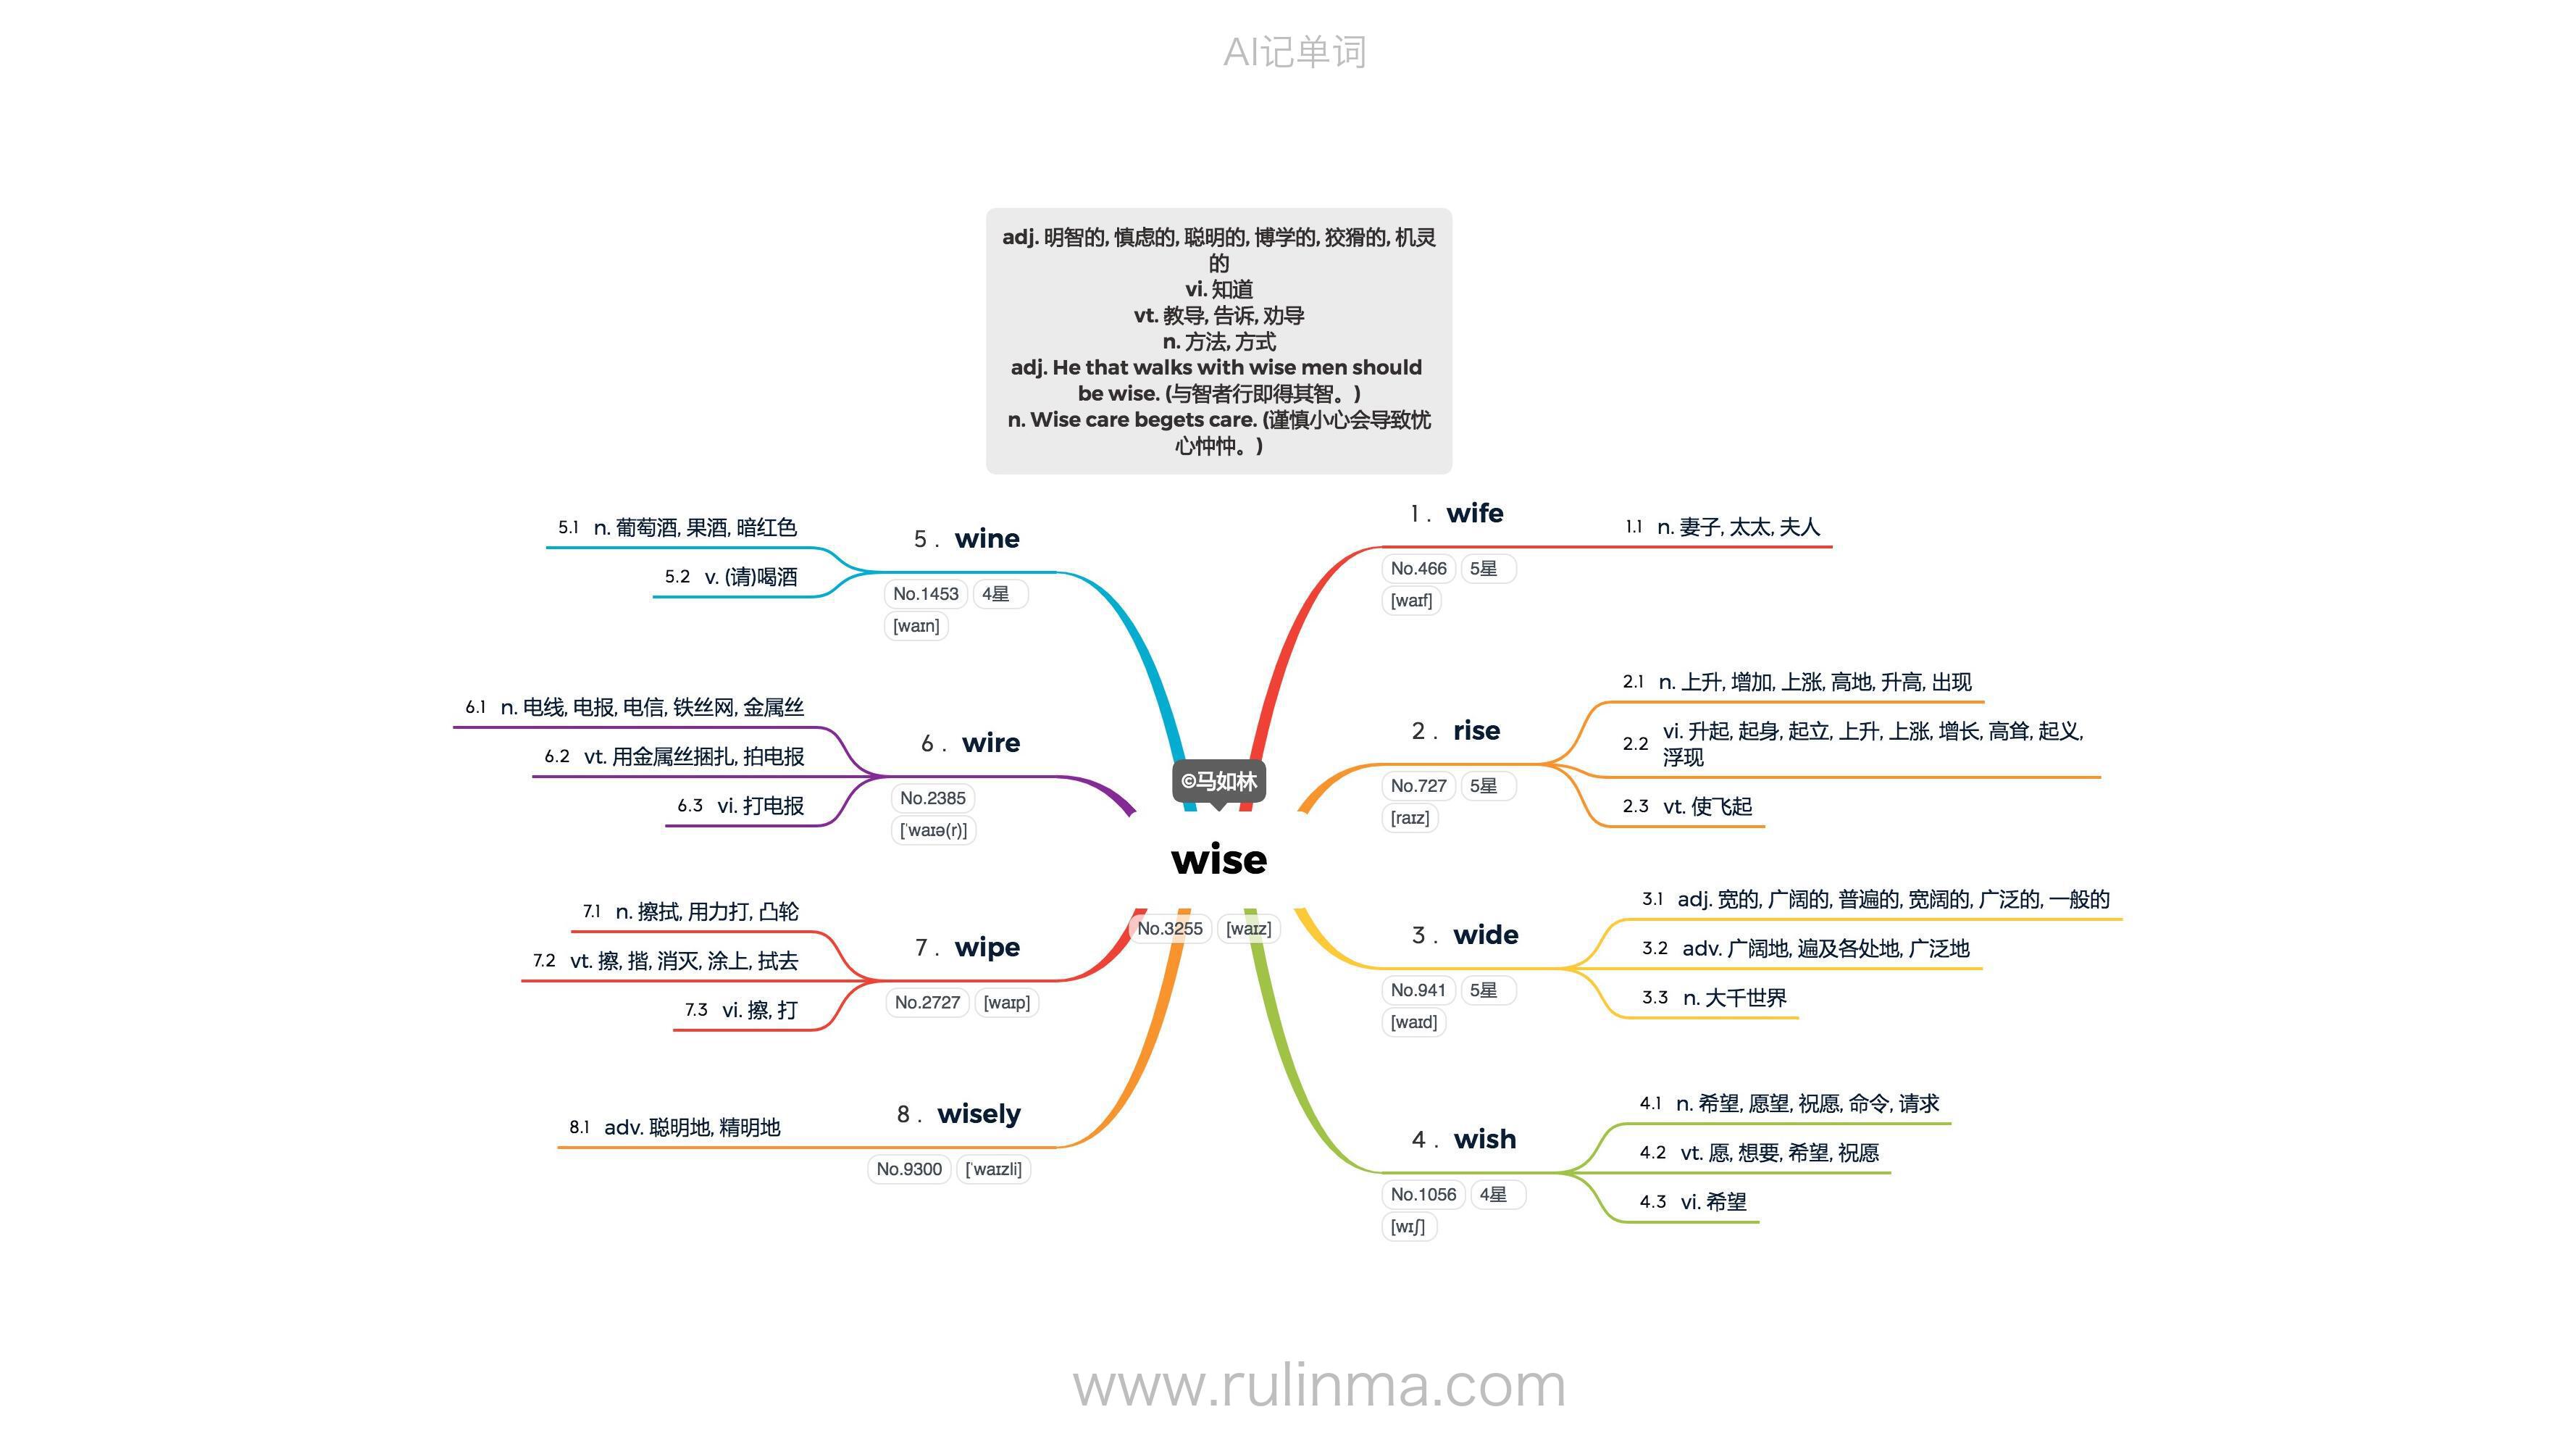 AI记单词
adj. 明智的, 慎虑的, 聪明的, 博学的, 狡猾的, 机灵
的
vi. 知道
vt. 教导, 告诉, 劝导
n. 方法, 方式
adj. He that walks with wise men should
be wise. (与智者行即得其智。)
n. Wise care begets care. (谨慎小心会导致忧
心忡忡。)
©马如林
wise
No.3255 [waɪz]
1 . wife
No.466 5星
[waɪf]
1.1 n. 妻子, 太太, 夫人
2 . rise
No.727 5星
[raɪz]
2.1 n. 上升, 增加, 上涨, 高地, 升高, 出现
2.2 vi. 升起, 起身, 起立, 上升, 上涨, 增长, 高耸, 起义,
浮现
2.3 vt. 使飞起
3 . wide
No.941 5星
[waɪd]
3.1 adj. 宽的, 广阔的, 普遍的, 宽阔的, 广泛的, 一般的
3.2 adv. 广阔地, 遍及各处地, 广泛地
3.3 n. 大千世界
4 . wish
No.1056 4星
[wɪʃ]
4.1 n. 希望, 愿望, 祝愿, 命令, 请求
4.2 vt. 愿, 想要, 希望, 祝愿
4.3 vi. 希望
5 . wine
No.1453 4星
[waɪn]
5.1 n. 葡萄酒, 果酒, 暗红色
5.2 v. (请)喝酒
6 . wire
No.2385
[ˈwaɪə(r)]
6.1 n. 电线, 电报, 电信, 铁丝网, 金属丝
6.2 vt. 用金属丝捆扎, 拍电报
6.3 vi. 打电报
7 . wipe
No.2727 [waɪp]
7.1 n. 擦拭, 用力打, 凸轮
7.2 vt. 擦, 揩, 消灭, 涂上, 拭去
7.3 vi. 擦, 打
8 . wisely
No.9300 [ˈwaɪzli]
8.1 adv. 聪明地, 精明地
www.rulinma.com